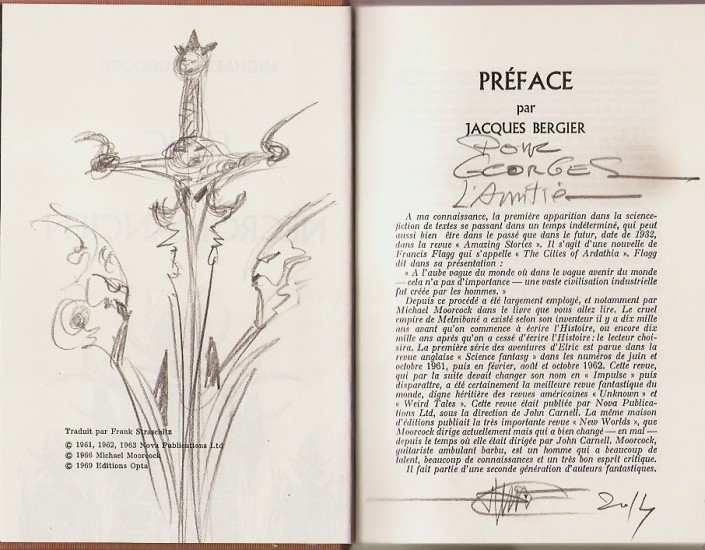 Traduit par Frank Straschitz
© 1961, 1962, 1963 Nova Publications Ltd
© 1966 Michael Moorcock
© 1969 Editions Opta
PRÉFACE
par
JACQUES BERGIER
POUR
GEORGES
L'Amitié
A ma connaissance, la première apparition dans la science-
fiction de textes se passant dans un temps indéterminé, qui peut
aussi bien être dans le passé que dans le futur, date de 1932,
dans la revue « Amazing Stories ». Il s'agit d'une nouvelle de
Francis Flagg qui s'appelle « The Cities of Ardathia ». Flagg
dit dans sa présentation :
« A l'aube vague du monde où dans le vague avenir du monde
— cela n'a pas d'importance — une vaste civilisation industrielle
fut créée par les hommes. »
Depuis ce procédé a été largement employé, et notamment par
Michael Moorcock dans le livre que vous allez lire. Le cruel
empire de Melniboné a existé selon son inventeur il y a dix mille
ans avant qu'on commence à écrire l'Histoire, ou encore dix
mille ans après qu'on a cessé d'écrire l'Histoire : le lecteur choi-
sira. La première série des aventures d'Elric est parue dans la
revue anglaise « Science fantasy » dans les numéros de juin et
octobre 1961, puis en février, août et octobre 1962. Cette revue,
qui par la suite devait changer son nom en « Impulse » puis
disparaître, a été certainement la meilleure revue fantastique du
monde, digne héritière des revues américaines « Unknown » et
« Weird Tales ». Cette revue était publiée par Nova Publica-
tions Ltd, sous la direction de John Carnell. La même maison
d'éditions publiait la très importante revue « New Worlds », que
Moorcock dirige actuellement mais qui a bien changé — en mal —
depuis le temps où elle était dirigée par John Carnell. Moorcock,
guitariste ambulant barbu, est un homme qui a beaucoup de
talent, beaucoup de connaissances et un très bon esprit critique.
Il fait partie d'une seconde génération d'auteurs fantastiques.
2014